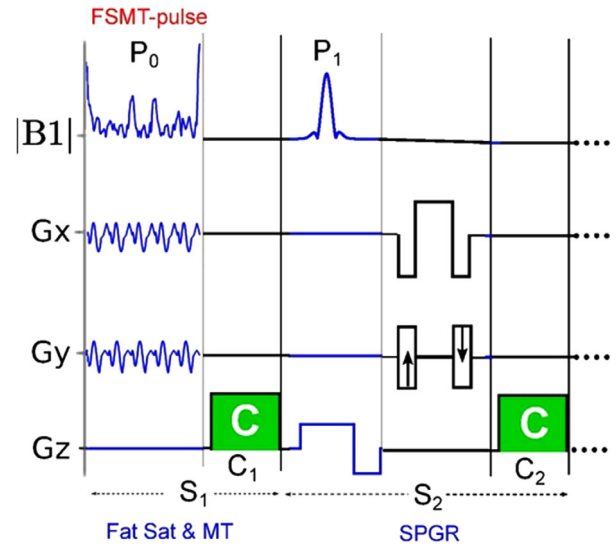 FSMT-pulse
P0 P1
|B1|
Gx
Gy
C C
Gz
C1 C2
S1 S2
Fat Sat & MT SPGR